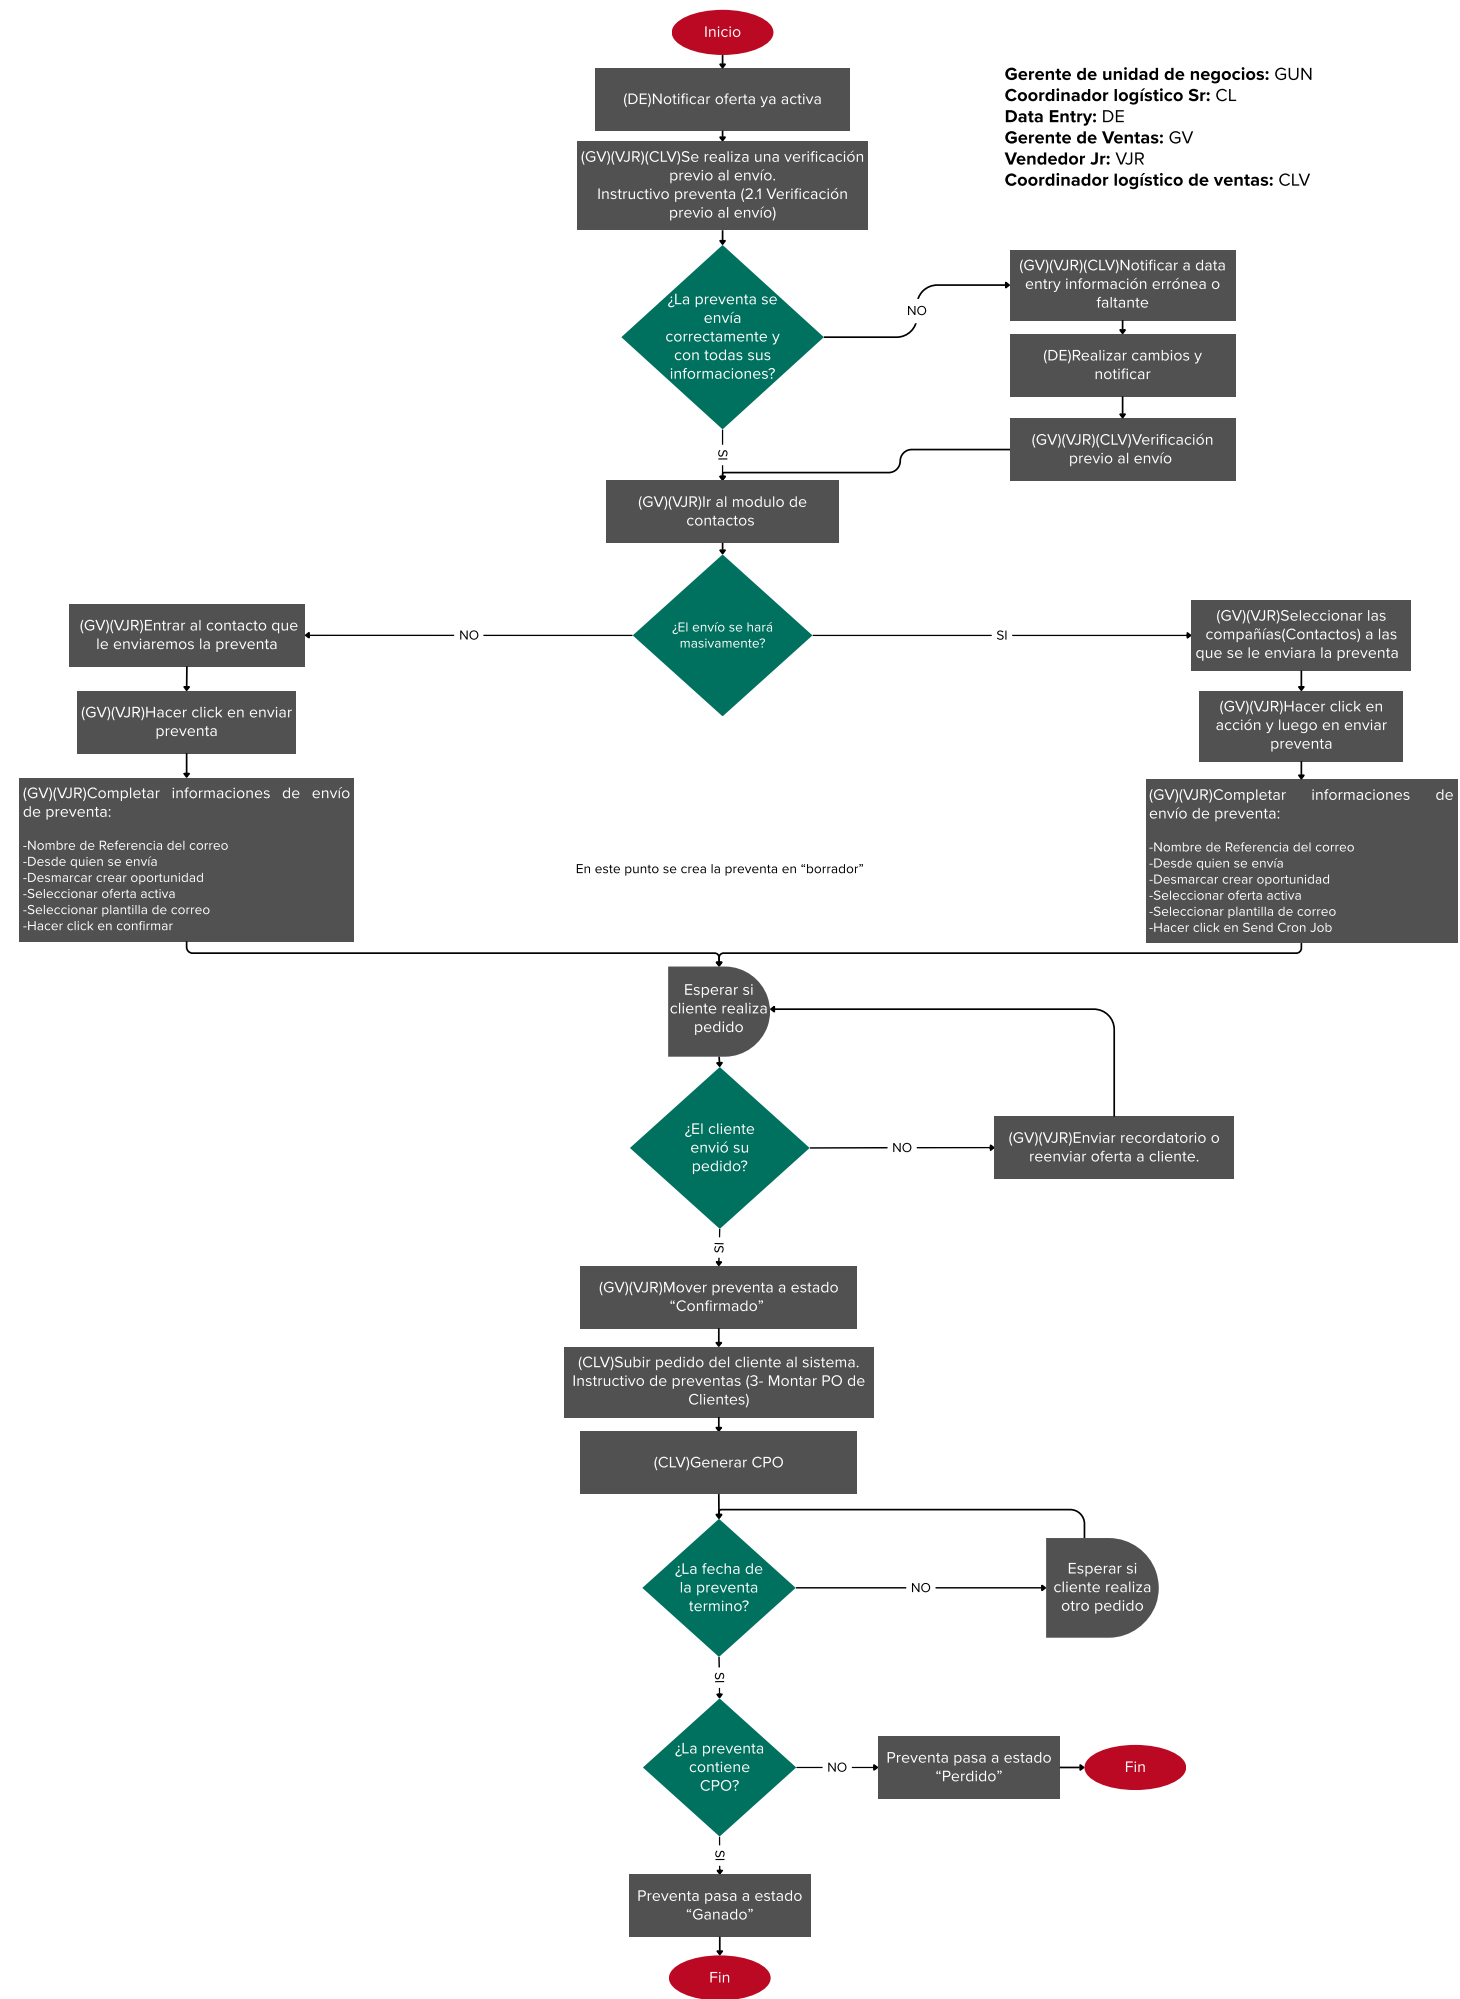 Inicio
(DE)Notificar oferta ya activa
Gerente de unidad de negocios: GUN
Coordinador logístico Sr: CL
Data Entry: DE
Gerente de Ventas: GV
Vendedor Jr: VJR
Coordinador logístico de ventas: CLV
(GV)(VJR)(CLV)Se realiza una verificación
previo al envío.
Instructivo preventa (2.1 Verificación
previo al envío)
¿La preventa se
envía
correctamente y
con todas sus
informaciones?
NO
(GV)(VJR)(CLV)Notificar a data
entry información errónea o
faltante
(DE)Realizar cambios y
notificar
(GV)(VJR)(CLV)Verificación
previo al envío
SI
(GV)(VJR)Ir al modulo de
contactos
¿El envío se hará
masivamente?
NO
SI
(GV)(VJR)Entrar al contacto que
le enviaremos la preventa
(GV)(VJR)Hacer click en enviar
preventa
(GV)(VJR)Completar informaciones de envío
de preventa:
-Nombre de Referencia del correo
-Desde quien se envía
-Desmarcar crear oportunidad
-Seleccionar oferta activa
-Seleccionar plantilla de correo
-Hacer click en confirmar
(GV)(VJR)Seleccionar las
compañías(Contactos) a las
que se le enviara la preventa
(GV)(VJR)Hacer click en
acción y luego en enviar
preventa
(GV)(VJR)Completar informaciones de
envío de preventa:
-Nombre de Referencia del correo
-Desde quien se envía
-Desmarcar crear oportunidad
-Seleccionar oferta activa
-Seleccionar plantilla de correo
-Hacer click en Send Cron Job
En este punto se crea la preventa en “borrador”
Esperar si
cliente realiza
pedido
¿El cliente
envió su
pedido?
NO
(GV)(VJR)Enviar recordatorio o
reenviar oferta a cliente.
SI
(GV)(VJR)Mover preventa a estado
“Confirmado”
(CLV)Subir pedido del cliente al sistema.
Instructivo de preventas (3- Montar PO de
Clientes)
(CLV)Generar CPO
¿La fecha de
la preventa
termino?
NO
Esperar si
cliente realiza
otro pedido
SI
¿La preventa
contiene
CPO?
NO
Preventa pasa a estado
“Perdido”
Fin
SI
Preventa pasa a estado
“Ganado”
Fin